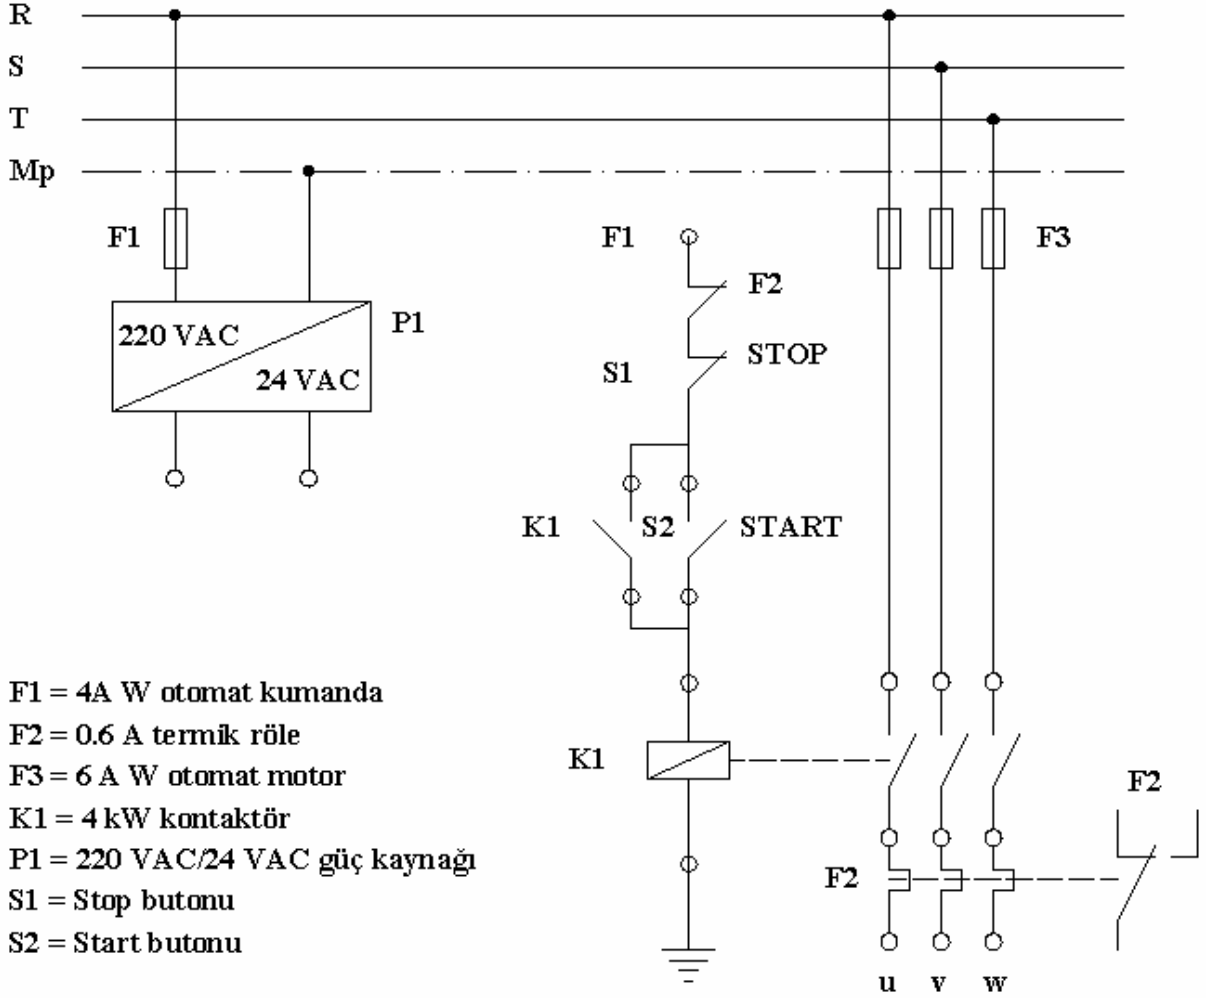 R
S
T
Mp
F1
F1
F3
F2
220 VAC
P1
24 VAC
STOP
S1
K1
S2
START
F1 = 4A W otomat kumanda
F2 = 0.6 A termik röle
F3 = 6 A W otomat motor
K1 = 4 kW kontaktör
P1 = 220 VAC/24 VAC güç kaynağı
S1 = Stop butonu
S2 = Start butonu
K1
F2
F2
u
v
w